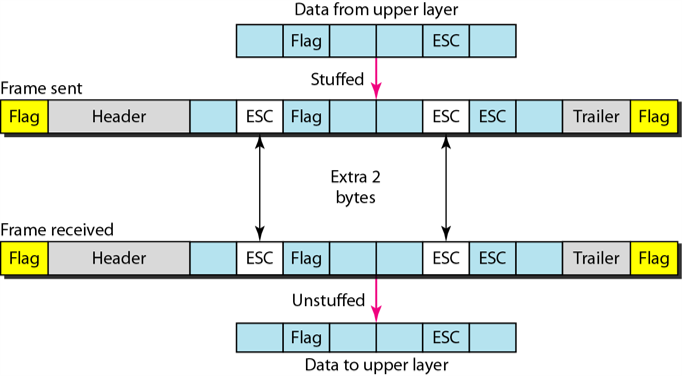 Data from upper layer
Flag ESC
Stuffed
Frame sent
Flag Header ESC Flag ESC ESC Trailer Flag
Extra 2
bytes
Frame received
Flag Header ESC Flag ESC ESC Trailer Flag
Unstuffed
Flag ESC
Data to upper layer